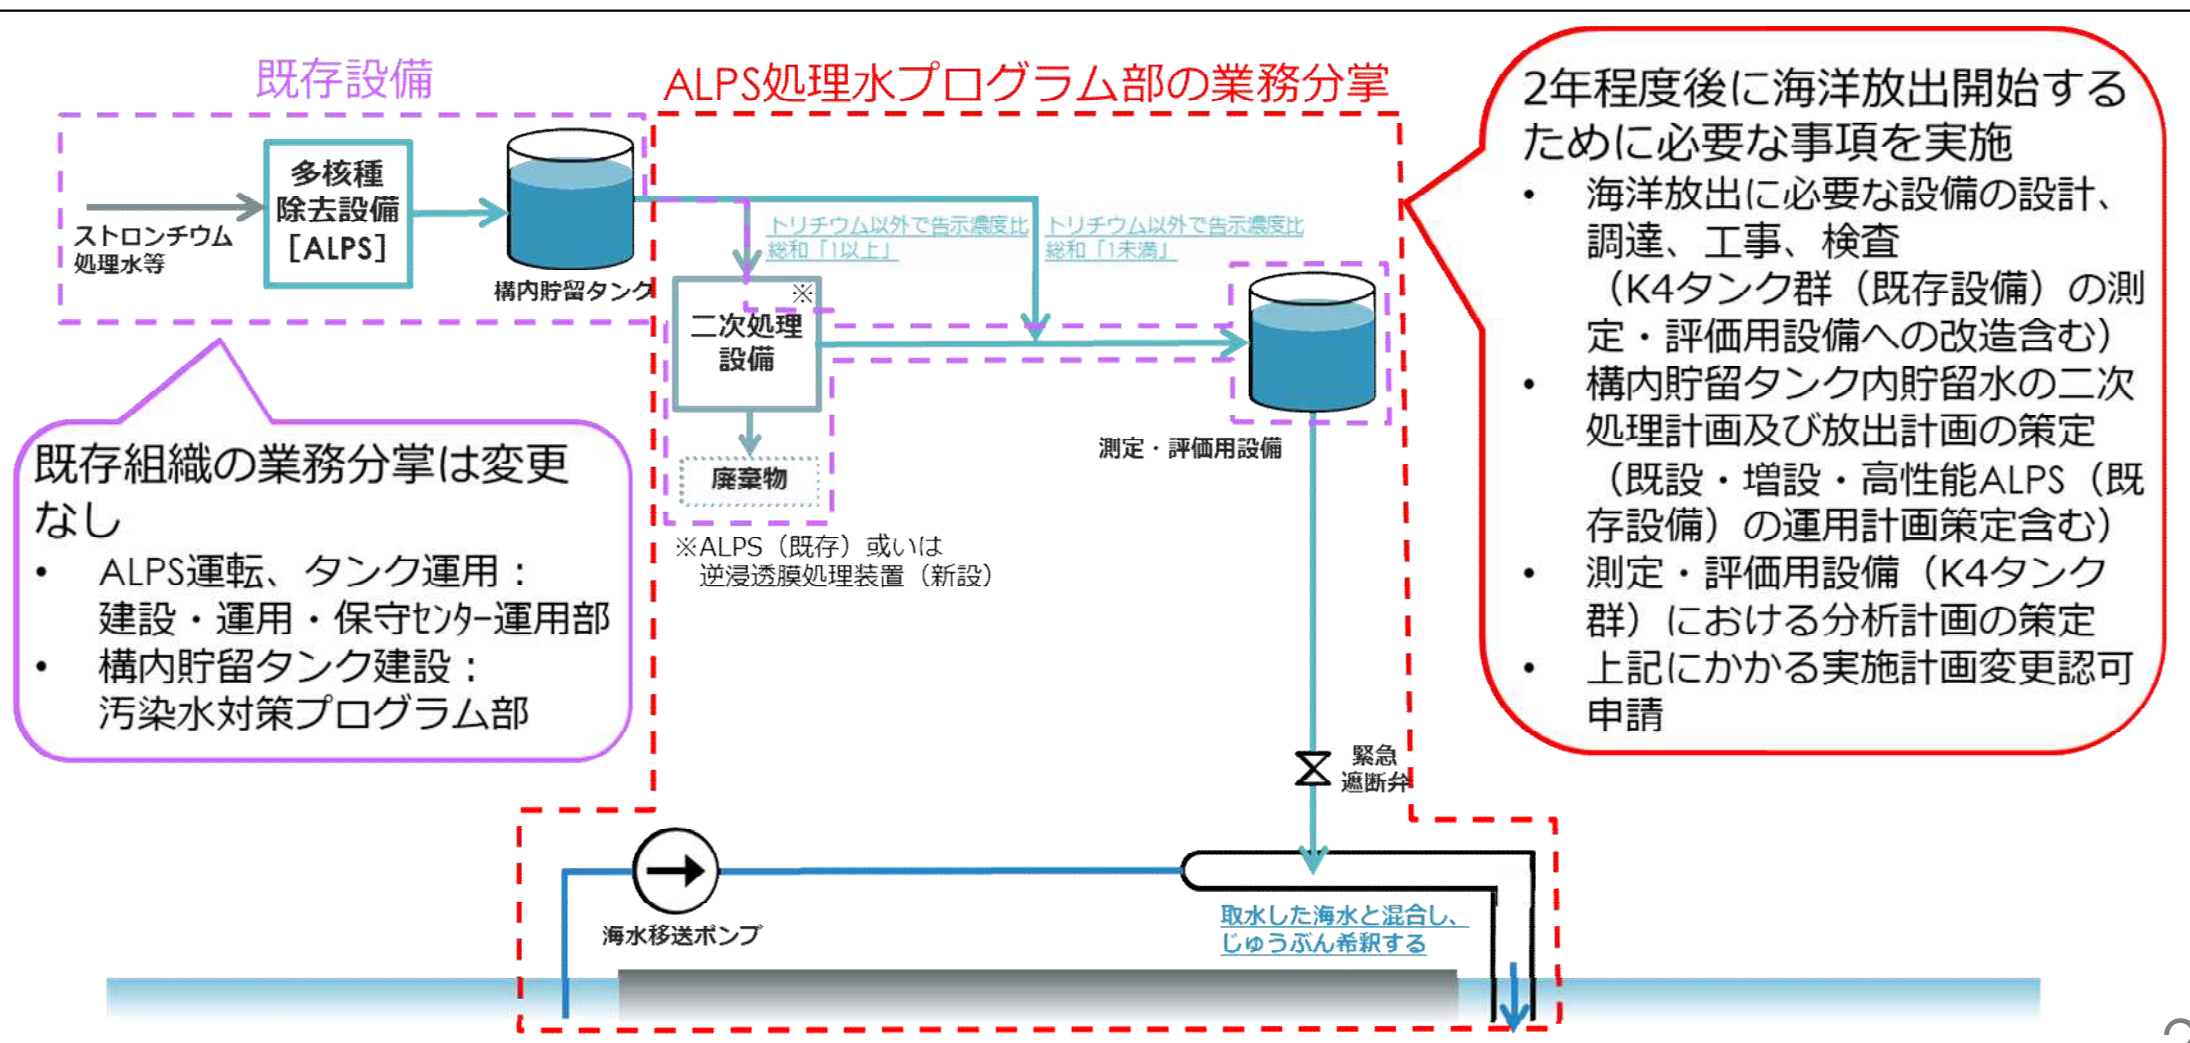 既存設備
ALPS処理水プログラム部の業務分掌
ストロンチウム
処理水等
多核種
除去設備
[ALPS]
構内貯留タンク
トリチウム以外で告示濃度比
総和「1以上」
トリチウム以外で告示濃度比
総和「1未満」
※
二次処理
設備
廃棄物
※ALPS（既存）或いは
逆浸透膜処理装置（新設）
測定・評価用設備
緊急
遮断弁
海水移送ポンプ
取水した海水と混合し、
じゅうぶん希釈する
既存組織の業務分掌は変更
なし
• ALPS運転、タンク運用：
建設・運用・保守ｾﾝﾀｰ運用部
• 構内貯留タンク建設：
汚染水対策プログラム部
2年程度後に海洋放出開始する
ために必要な事項を実施
• 海洋放出に必要な設備の設計、
調達、工事、検査
（K4タンク群（既存設備）の測
定・評価用設備への改造含む）
• 構内貯留タンク内貯留水の二次
処理計画及び放出計画の策定
（既設・増設・高性能ALPS（既
存設備）の運用計画策定含む）
• 測定・評価用設備（K4タンク
群）における分析計画の策定
• 上記にかかる実施計画変更認可
申請